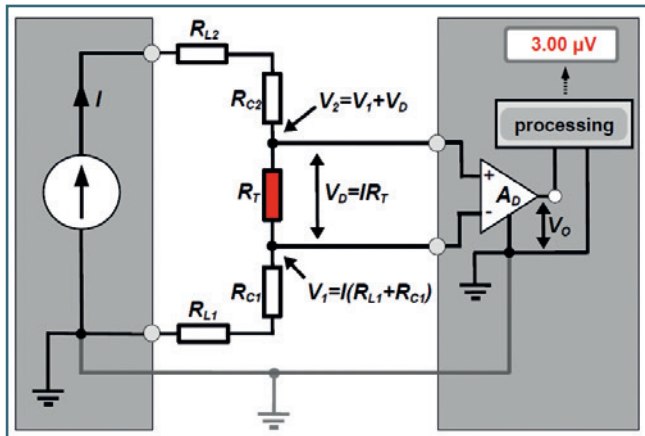 R_L2
3.00 µV
I
R_C2
V_2=V_1+V_D
processing
+
R_T
V_D=IR_T
A_D
-
V_O
R_C1
V_1=I(R_L1+R_C1)
R_L1